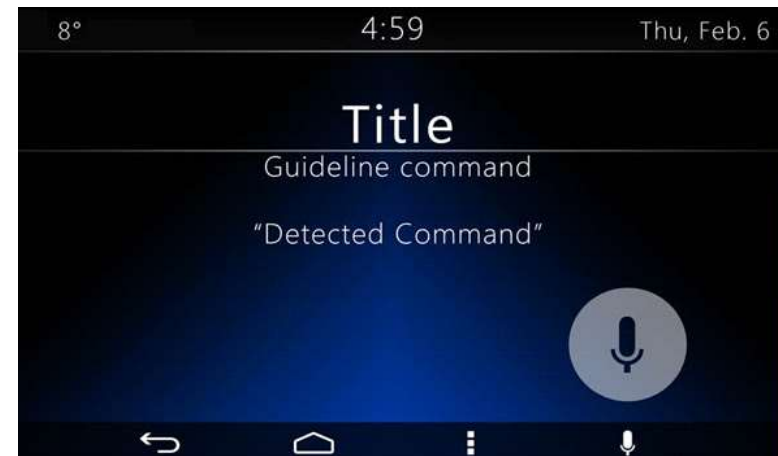 8° 4:59 Thu, Feb. 6
Title
Guideline command
“Detected Command”